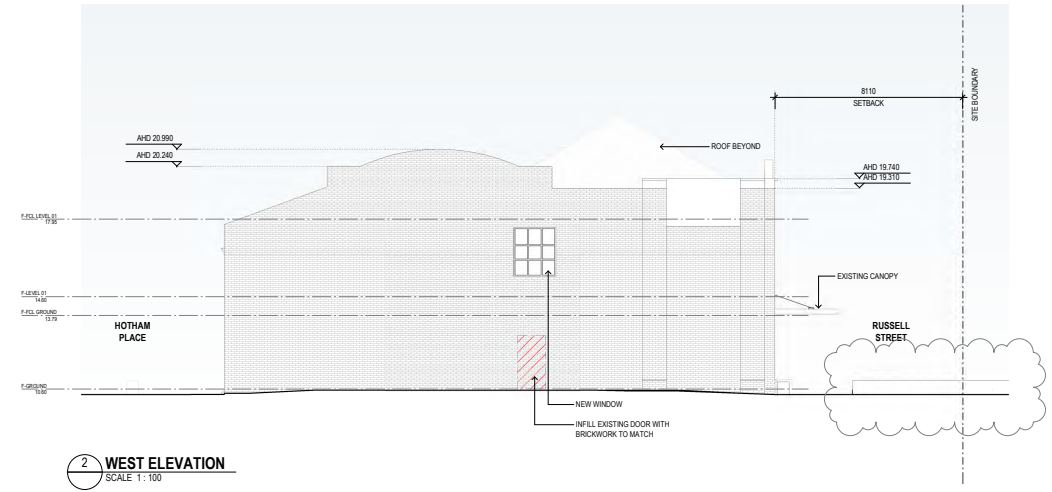 8110
SETBACK
SITE BOUNDARY
AHD 20.990
AHD 20.240
ROOF BEYOND
AHD 19.740
AHD 19.310
F-FCL LEVEL 01
17.35
EXISTING CANOPY
F-LEVEL 01
14.60
F-FCL GROUND
13.79
HOTHAM
PLACE
RUSSELL
STREET
F-GROUND
10.60
NEW WINDOW
INFILL EXISTING DOOR WITH
BRICKWORK TO MATCH
2 WEST ELEVATION
SCALE 1 : 100